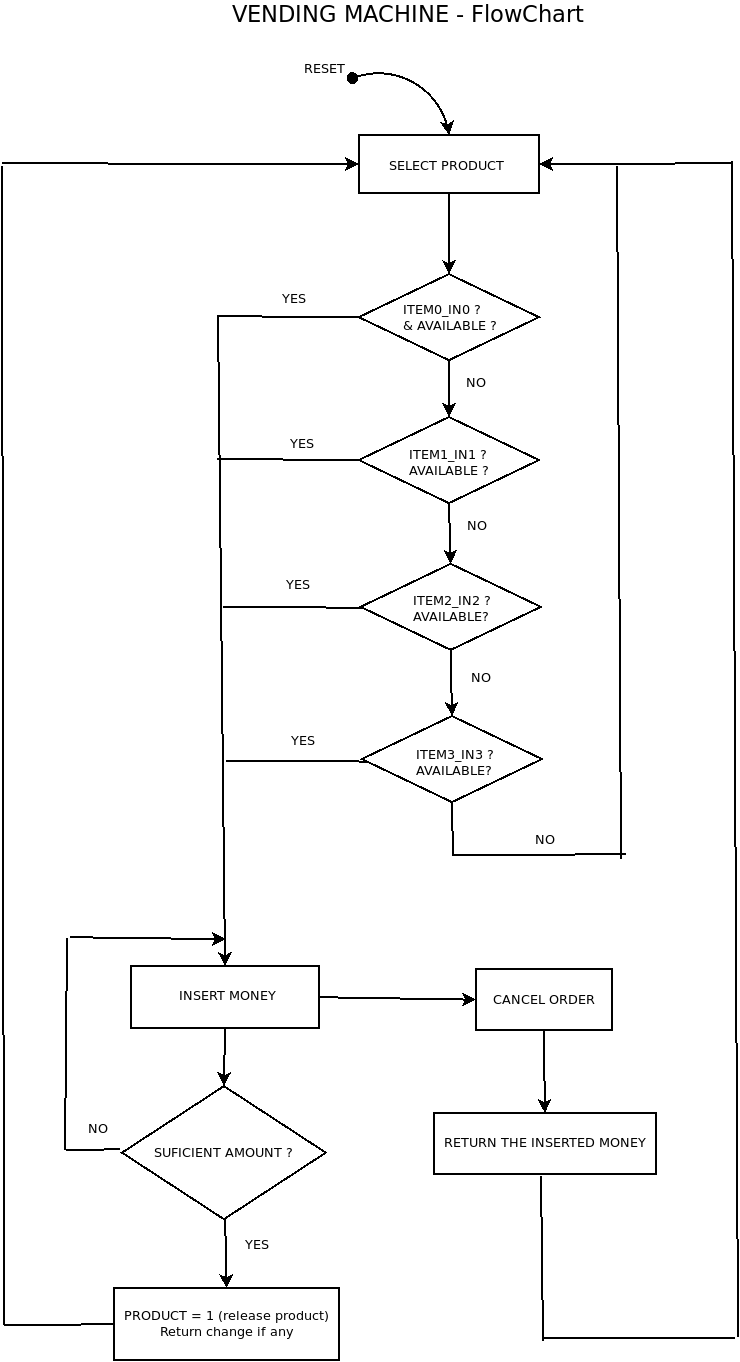 VENDING MACHINE - FlowChart
RESET
SELECT PRODUCT
YES
ITEM0_IN0 ?
& AVAILABLE ?
NO
YES
ITEM1_IN1 ?
AVAILABLE ?
NO
YES
ITEM2_IN2 ?
AVAILABLE?
NO
YES
ITEM3_IN3 ?
AVAILABLE?
NO
INSERT MONEY
CANCEL ORDER
NO
SUFICIENT AMOUNT ?
RETURN THE INSERTED MONEY
YES
PRODUCT = 1 (release product)
Return change if any